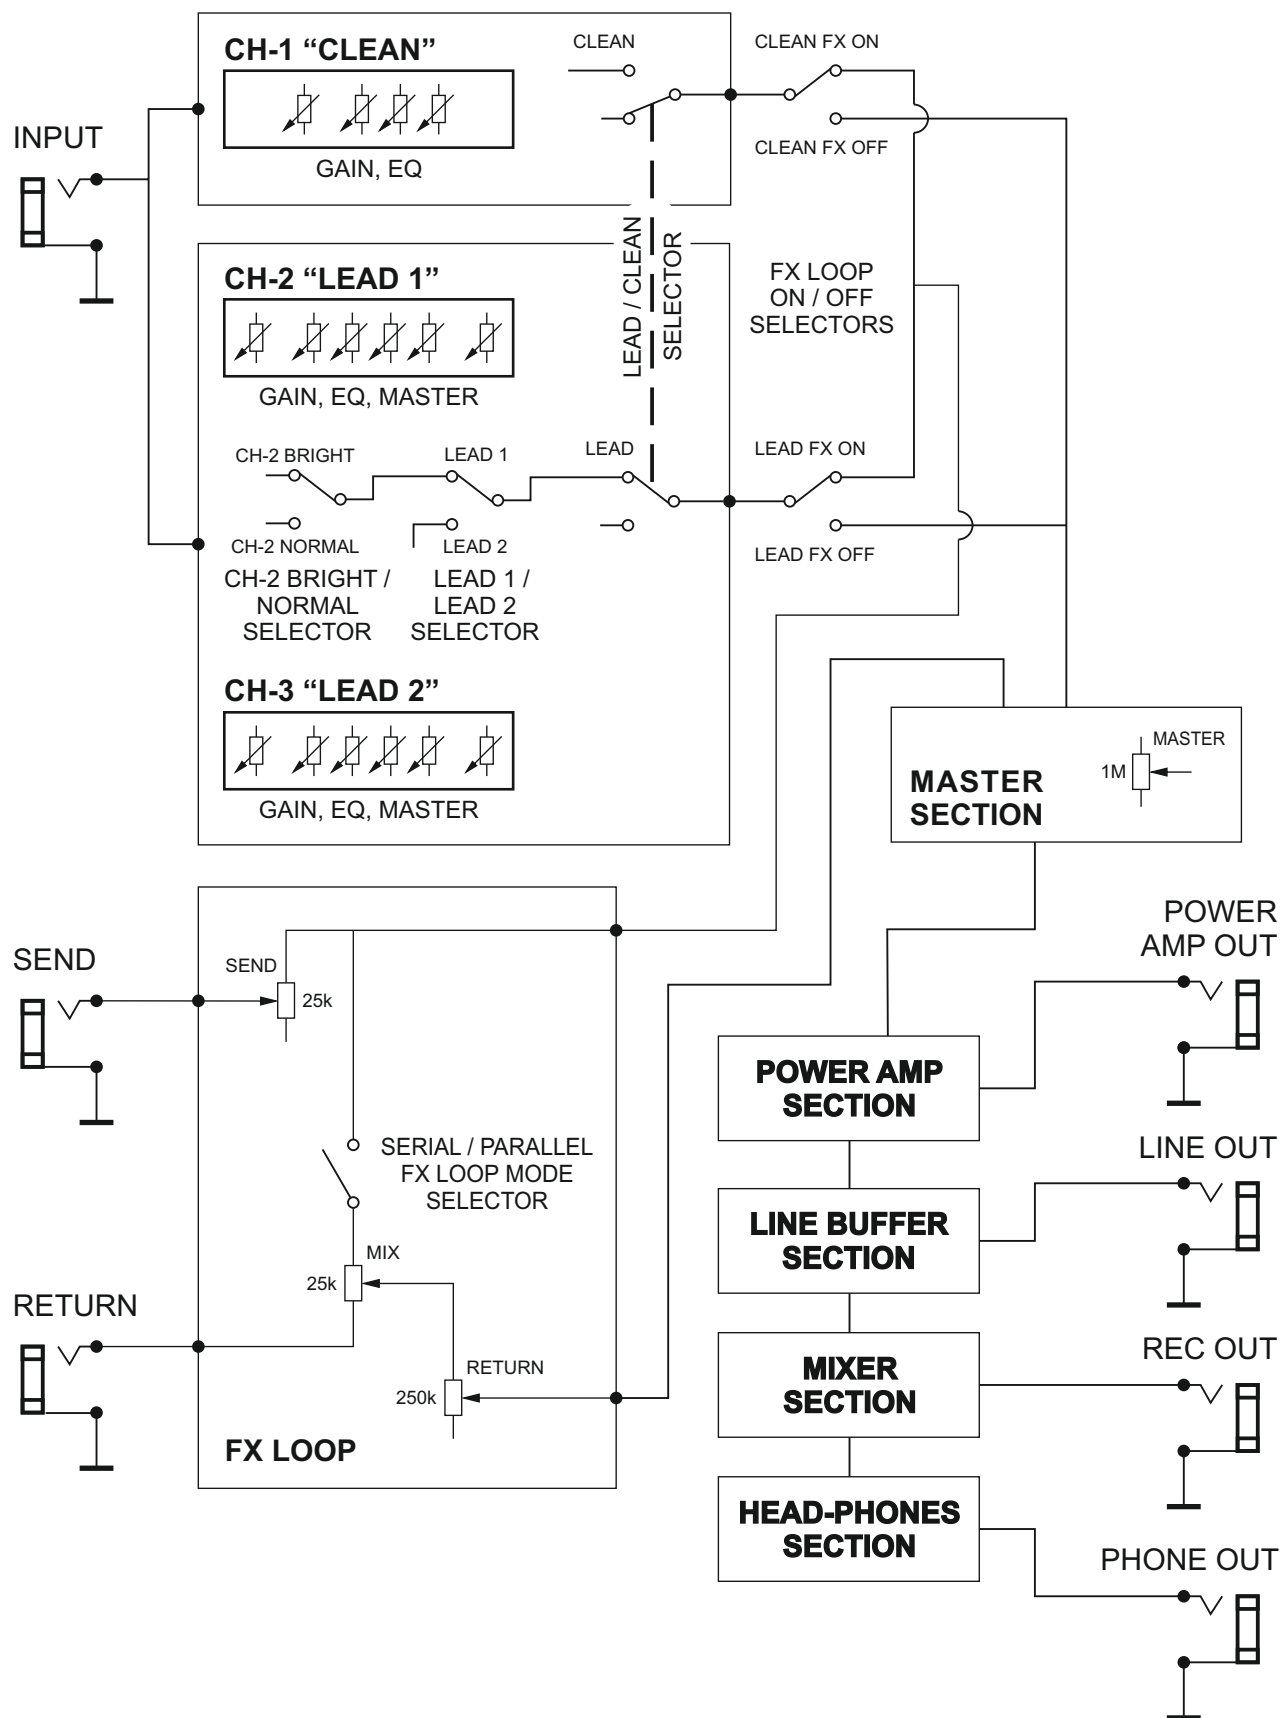 CH-1 “CLEAN”
GAIN, EQ
CLEAN
CLEAN FX ON
CLEAN FX OFF
INPUT
LEAD / CLEAN
SELECTOR
FX LOOP
ON / OFF
SELECTORS
CH-2 “LEAD 1”
GAIN, EQ, MASTER
CH-2 BRIGHT
LEAD 1
LEAD
LEAD FX ON
CH-2 NORMAL
LEAD 2
LEAD FX OFF
CH-2 BRIGHT /
NORMAL
SELECTOR
LEAD 1 /
LEAD 2
SELECTOR
CH-3 “LEAD 2”
GAIN, EQ, MASTER
MASTER
1M
MASTER
SECTION
SEND
SEND
25k
SERIAL / PARALLEL
FX LOOP MODE
SELECTOR
MIX
25k
RETURN
RETURN
250k
FX LOOP
POWER
AMP OUT
POWER AMP
SECTION
LINE OUT
LINE BUFFER
SECTION
REC OUT
MIXER
SECTION
HEAD-PHONES
SECTION
PHONE OUT